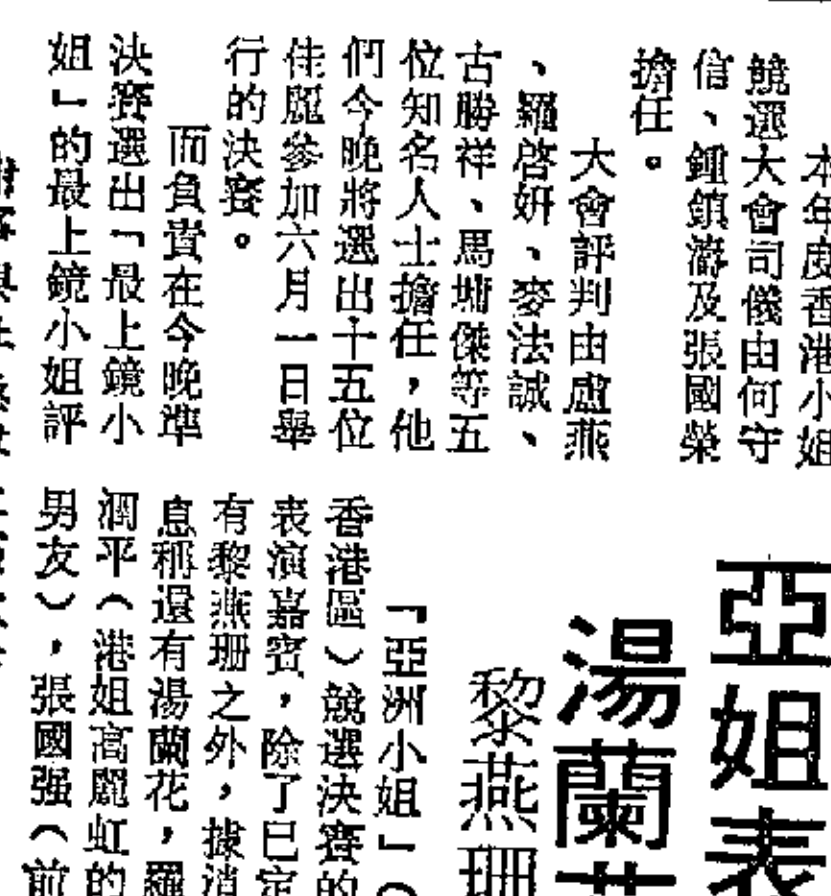 本年度香港小姐
競選大會司儀由何守
信、鍾鎮濤及張國榮
擔任。
大會評判由盧燕
、羅啓妍、麥法誠、
古勝祥、馬墉傑等五
位知名人士擔任，他
們今晚將選出十五位
佳麗參加六月一日舉
行的決賽。
而負責在今晚準
決賽選出「最上鏡小
姐」的最上鏡小姐評
亞姐表
湯蘭花
黎燕珊
「亞洲小姐」（
香港區）競選決賽的
表演嘉賓，除了已定
有黎燕珊之外，據消
息稱還有湯蘭花，羅
潤平（港姐高麗虹的
男友），張國强（前